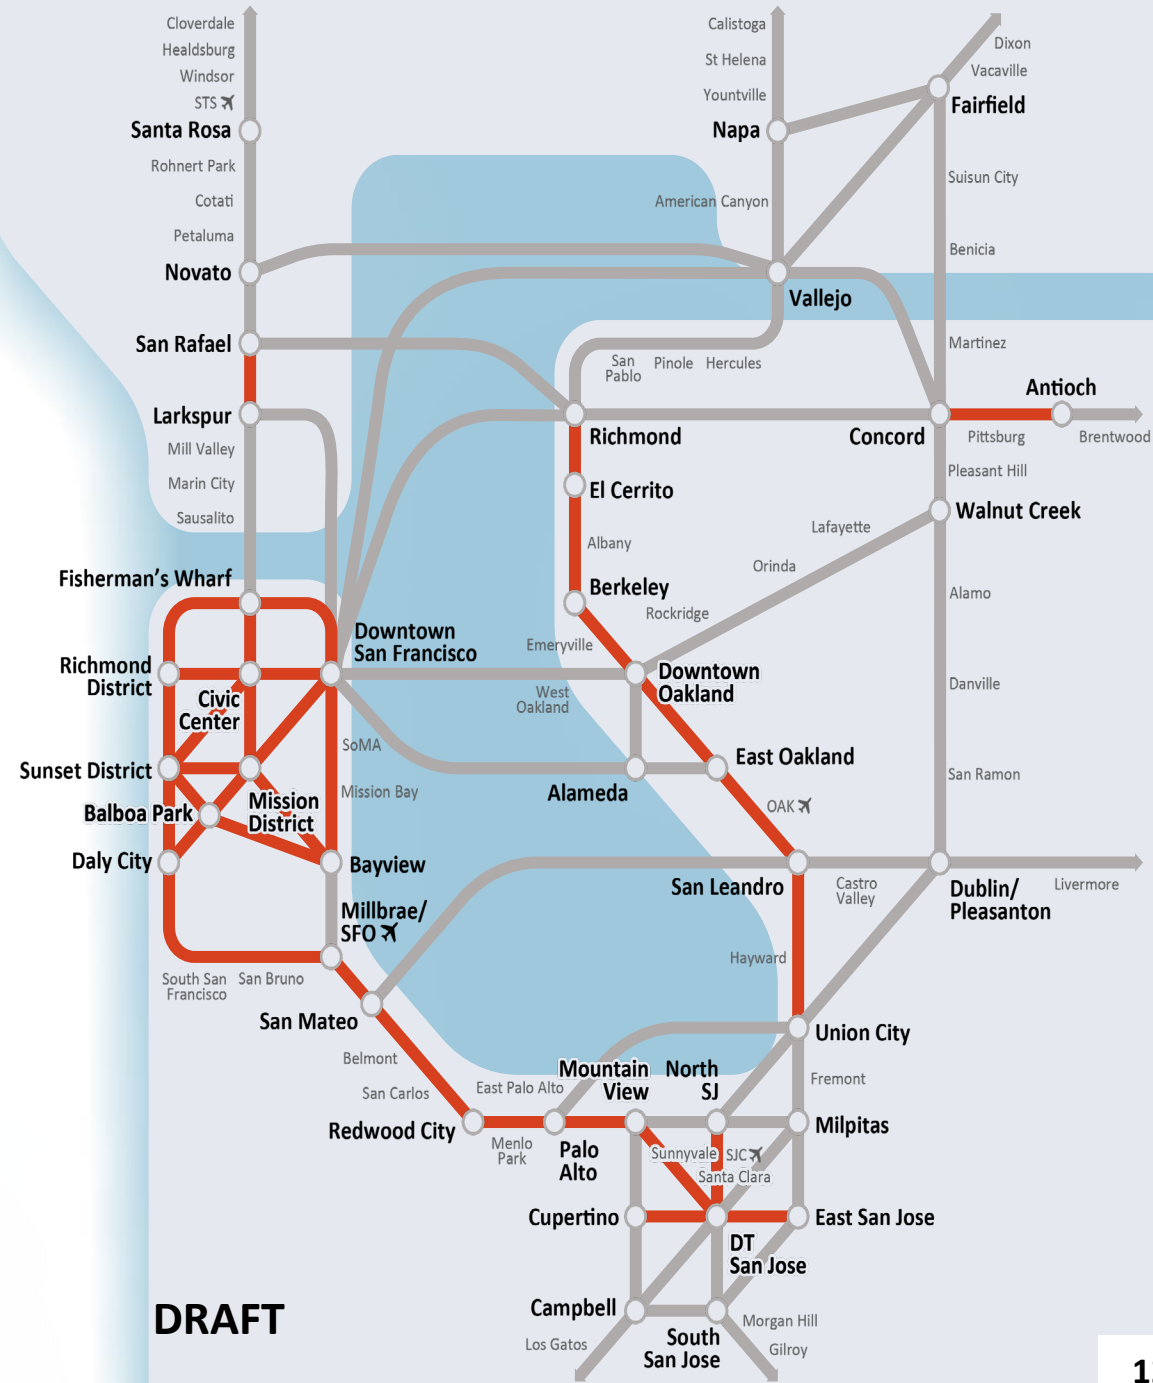 Cloverdale
Healdsburg
Windsor
STS
Santa Rosa
Rohnert Park
Cotati
Petaluma
Novato
San Rafael
Larkspur
Mill Valley
Marin City
Sausalito
Calistoga
St Helena
Yountville
Napa
American Canyon
Dixon
Vacaville
Fairfield
Suisun City
Benicia
Vallejo
Martinez
San
Pablo
Pinole
Hercules
Antioch
Richmond
Concord
Pittsburg
Brentwood
Pleasant Hill
El Cerrito
Walnut Creek
Lafayette
Albany
Orinda
Berkeley
Rockridge
Alamo
Emeryville
Fisherman's Wharf
Downtown
San Francisco
Richmond
District
Civic
Center
West
Oakland
Downtown
Oakland
Danville
SoMA
Sunset District
East Oakland
San Ramon
Mission Bay
Alameda
OAK
Balboa Park
Mission
District
Daly City
Bayview
San Leandro
Castro
Valley
Dublin/
Pleasanton
Livermore
Millbrae/
SFO
Hayward
South San
Francisco
San Bruno
San Mateo
Union City
Belmont
San Carlos
East Palo Alto
Mountain
View
North
SJ
Fremont
Redwood City
Menlo
Park
Palo
Alto
Milpitas
Sunnyvale
SJC
Santa Clara
Cupertino
East San Jose
DT
San Jose
Campbell
South
San Jose
Morgan Hill
Gilroy
Los Gatos
DRAFT